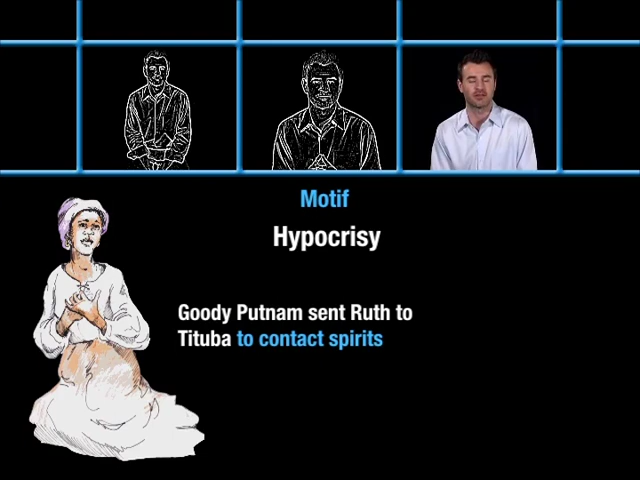 Motif
Hypocrisy
Goody Putnam sent Ruth to
Tituba to contact spirits